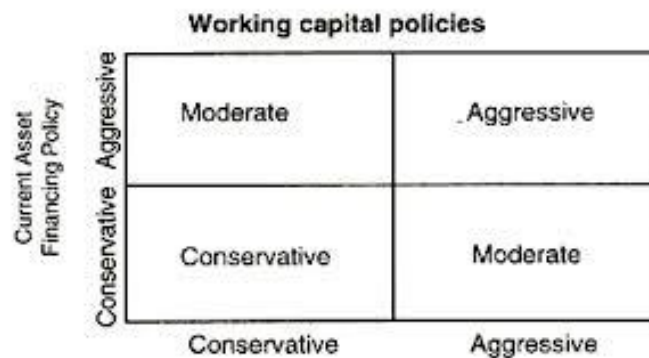 Working capital policies
Current Asset
Financing Policy
Aggressive
Moderate
Aggressive
Conservative
Conservative
Moderate
Conservative
Aggressive